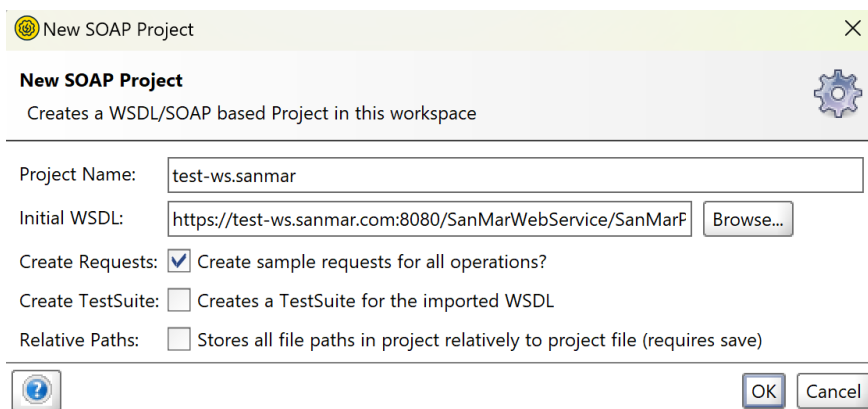 New SOAP Project
New SOAP Project
Creates a WSDL/SOAP based Project in this workspace
Project Name: test-ws.sanmar
Initial WSDL: https://test-ws.sanmar.com:8080/SanMarWebService/SanMarP Browse...
Create Requests: Create sample requests for all operations?
Create TestSuite: Creates a TestSuite for the imported WSDL
Relative Paths: Stores all file paths in project relatively to project file (requires save)
? OK Cancel